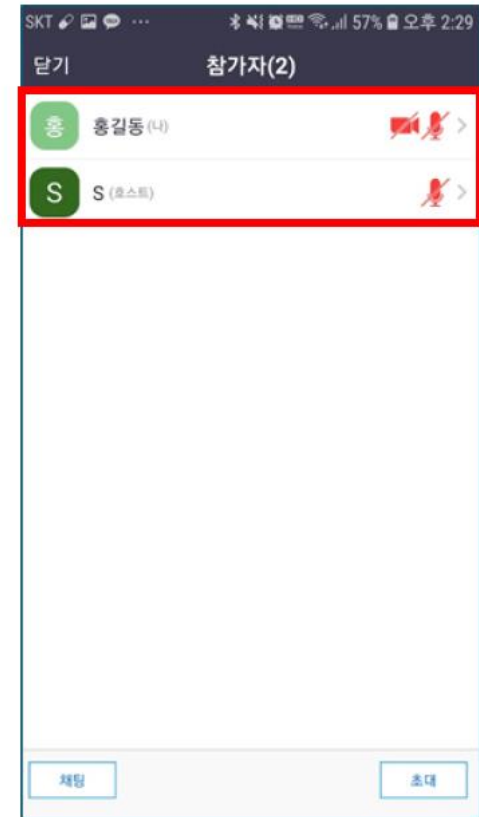 SKT ... 57% 오후 2:29
닫기 참가자(2)
홍 홍길동 (나)
S S (호스트)
채팅 초대